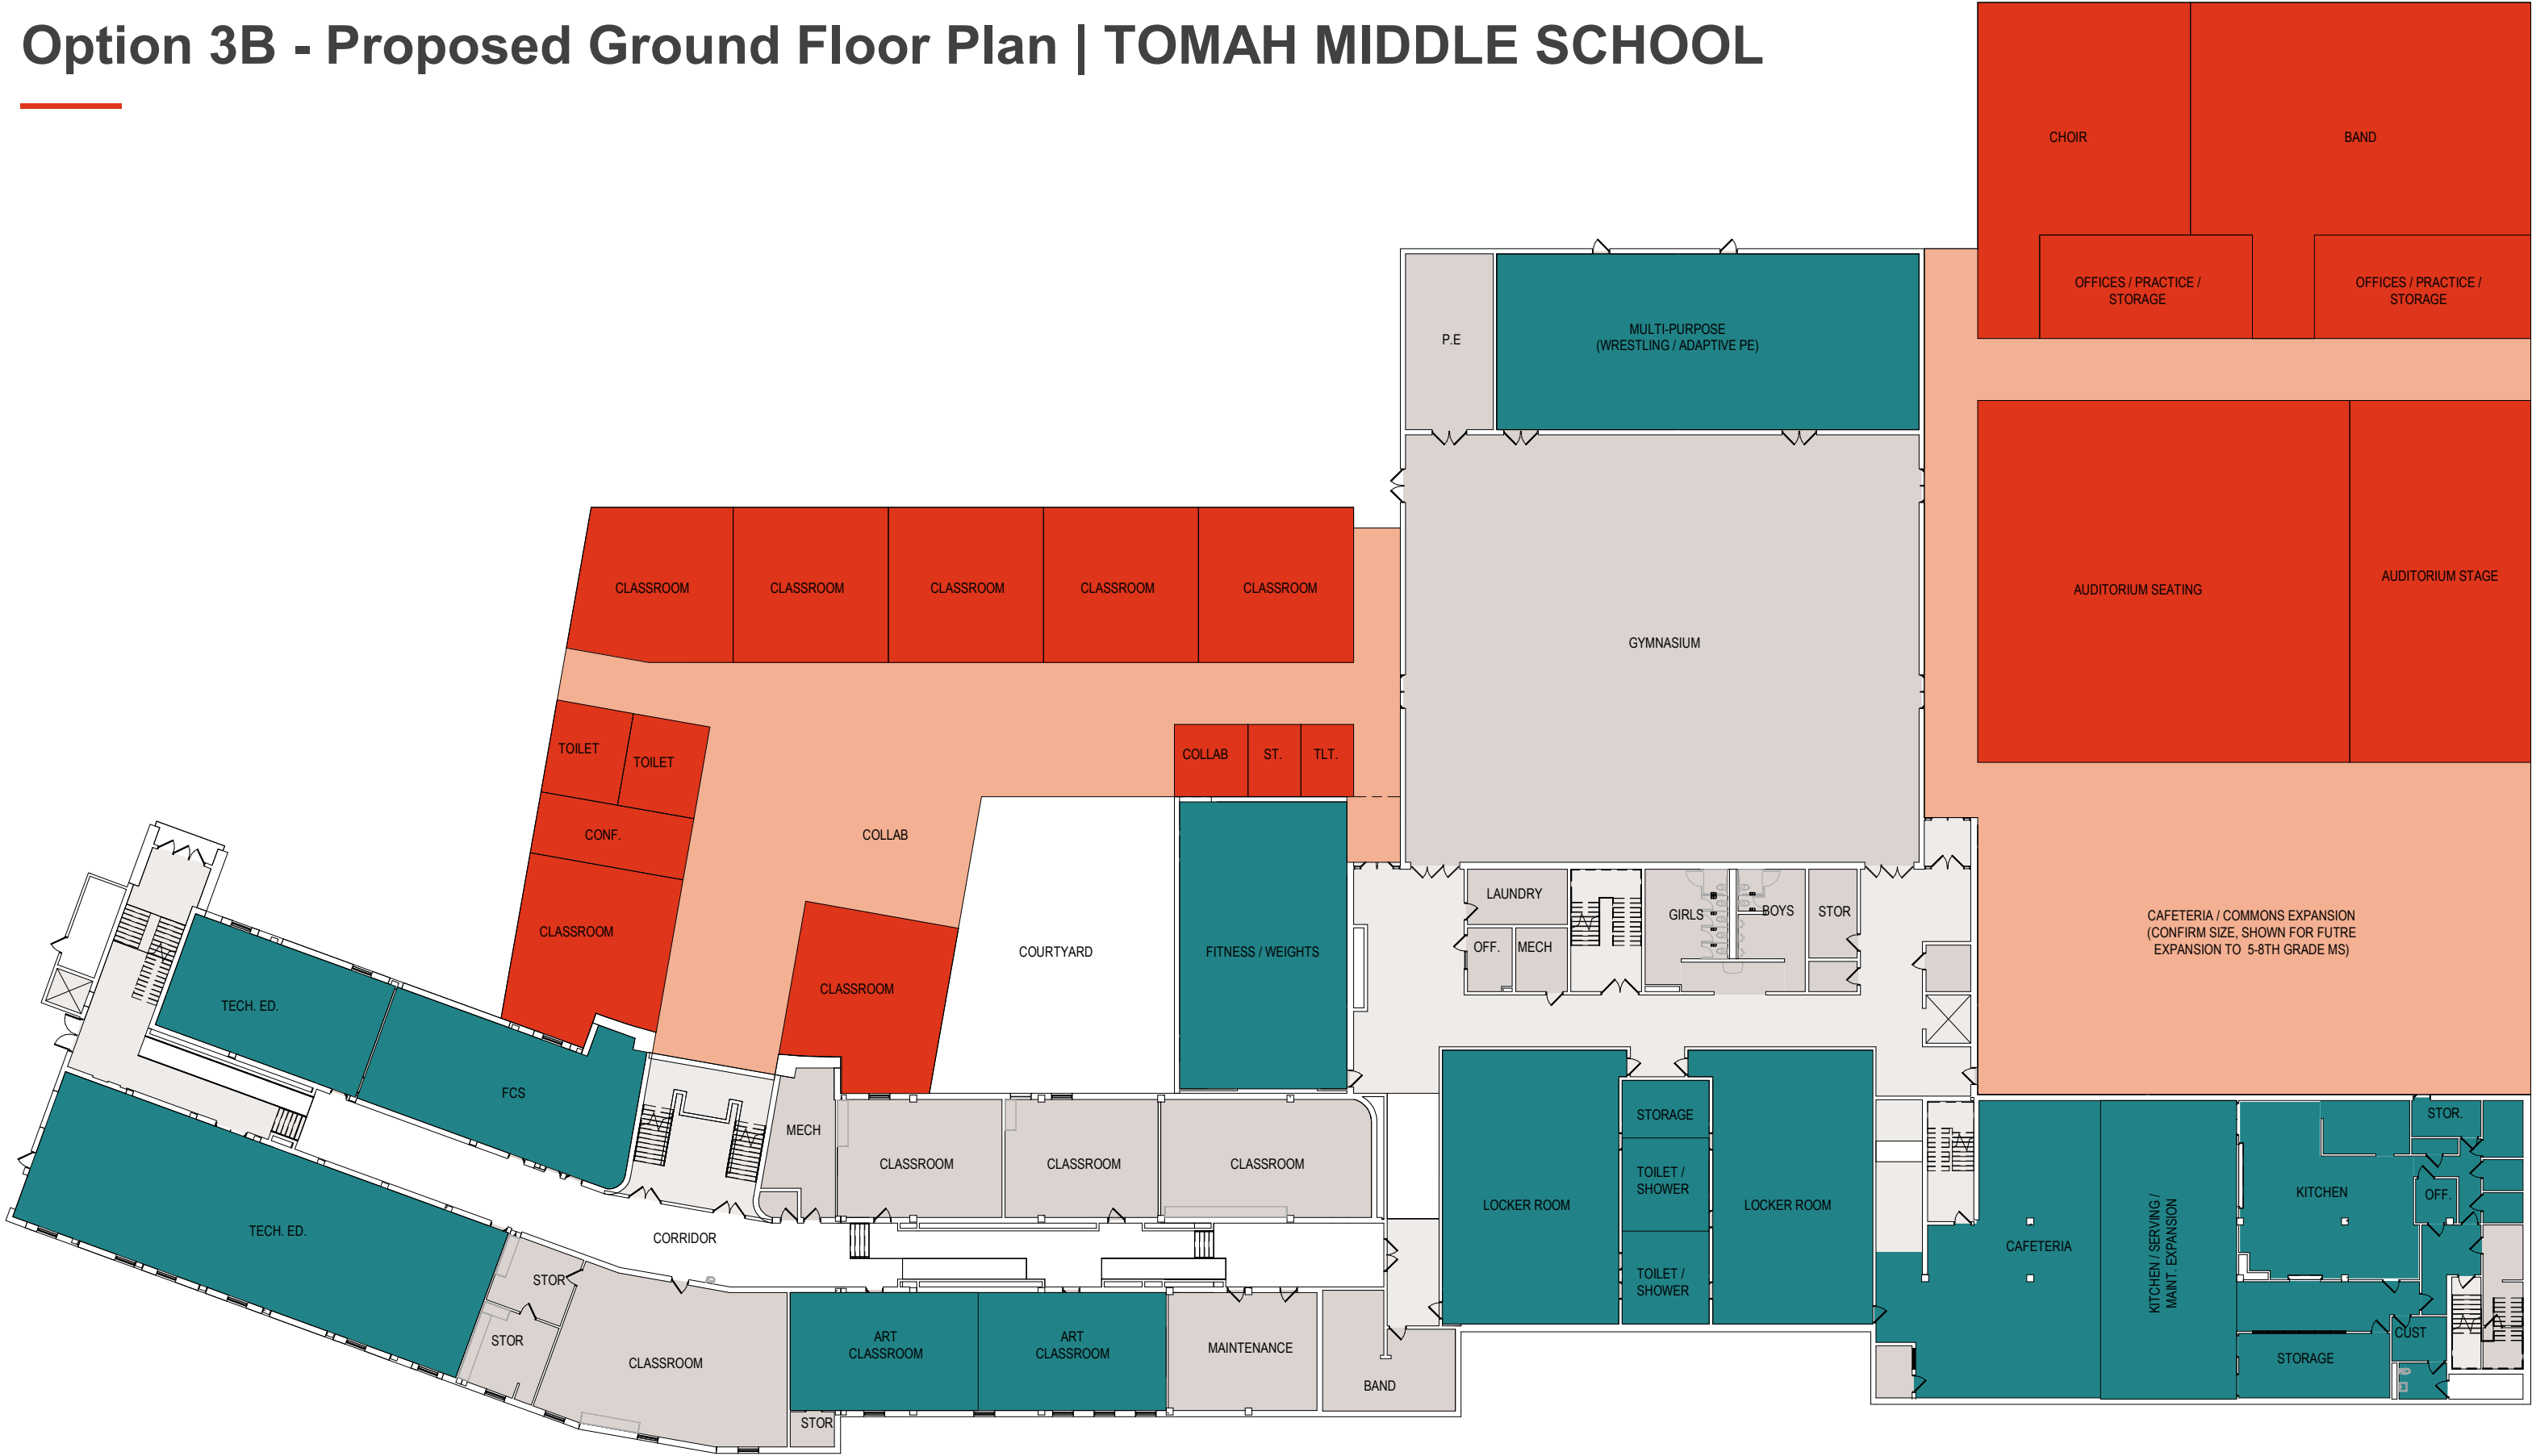 Option 3B - Proposed Ground Floor Plan | TOMAH MIDDLE SCHOOL
CHOIR
BAND
OFFICES / PRACTICE /
STORAGE
OFFICES / PRACTICE /
STORAGE
P.E
MULTI-PURPOSE
(WRESTLING / ADAPTIVE PE)
CLASSROOM
CLASSROOM
CLASSROOM
CLASSROOM
CLASSROOM
GYMNASIUM
AUDITORIUM SEATING
AUDITORIUM STAGE
TOILET
TOILET
COLLAB
ST.
TLT.
CONF.
COLLAB
CLASSROOM
CLASSROOM
COURTYARD
FITNESS / WEIGHTS
LAUNDRY
OFF.
MECH
GIRLS
BOYS
STOR
CAFETERIA / COMMONS EXPANSION
(CONFIRM SIZE, SHOWN FOR FUTRE
EXPANSION TO 5-8TH GRADE MS)
TECH. ED.
FCS
MECH
CLASSROOM
CLASSROOM
CLASSROOM
STORAGE
TOILET /
SHOWER
LOCKER ROOM
LOCKER ROOM
TOILET /
SHOWER
STOR.
KITCHEN
OFF.
CAFETERIA
KITCHEN / SERVING /
MAINT. EXPANSION
CUST
STORAGE
TECH. ED.
CORRIDOR
STOR
STOR
CLASSROOM
ART
CLASSROOM
ART
CLASSROOM
MAINTENANCE
BAND
STOR